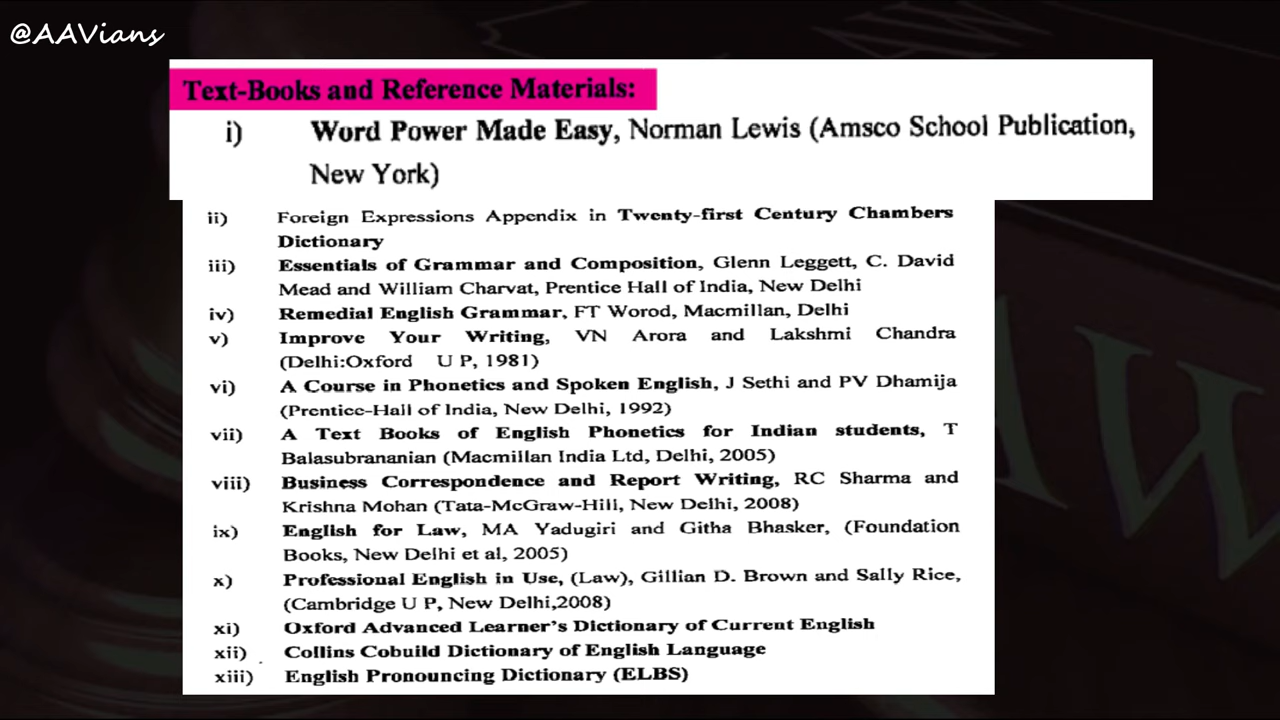 @AAVians
Text-Books and Reference Materials:
i) Word Power Made Easy, Norman Lewis (Amsco School Publication,
New York)
ii) Foreign Expressions Appendix in Twenty-first Century Chambers
Dictionary
iii) Essentials of Grammar and Composition, Glenn Leggett, C. David
Mead and William Charvat, Prentice Hall of India, New Delhi
iv) Remedial English Grammar, FT Worod, Macmillan, Delhi
v) Improve Your Writing, VN Arora and Lakshmi Chandra
(Delhi:Oxford U P, 1981)
vi) A Course in Phonetics and Spoken English, J Sethi and PV Dhamija
(Prentice-Hall of India, New Delhi, 1992)
vii) A Text Books of English Phonetics for Indian students, T
Balasubrananian (Macmillan India Ltd, Delhi, 2005)
viii) Business Correspondence and Report Writing, RC Sharma and
Krishna Mohan (Tata-McGraw-Hill, New Delhi, 2008)
ix) English for Law, MA Yadugiri and Githa Bhasker, (Foundation
Books, New Delhi et al, 2005)
x) Professional English in Use, (Law), Gillian D. Brown and Sally Rice,
(Cambridge U P, New Delhi,2008)
xi) Oxford Advanced Learner's Dictionary of Current English
xii) Collins Cobuild Dictionary of English Language
xiii) English Pronouncing Dictionary (ELBS)
AW